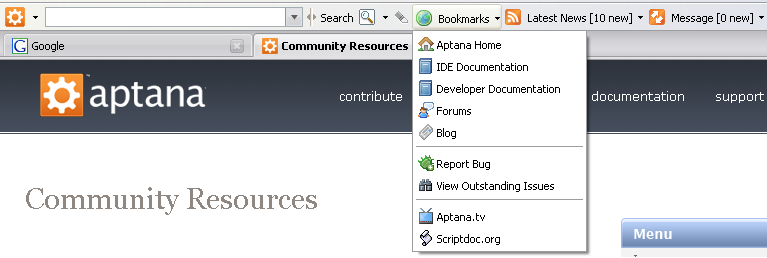 Search Bookmarks Latest News [10 new] Message [0 new]
Google Community Resources
aptana contribute documentation support
Aptana Home
IDE Documentation
Developer Documentation
Forums
Blog
Report Bug
View Outstanding Issues
Aptana.tv
Scriptdoc.org
Community Resources
Menu